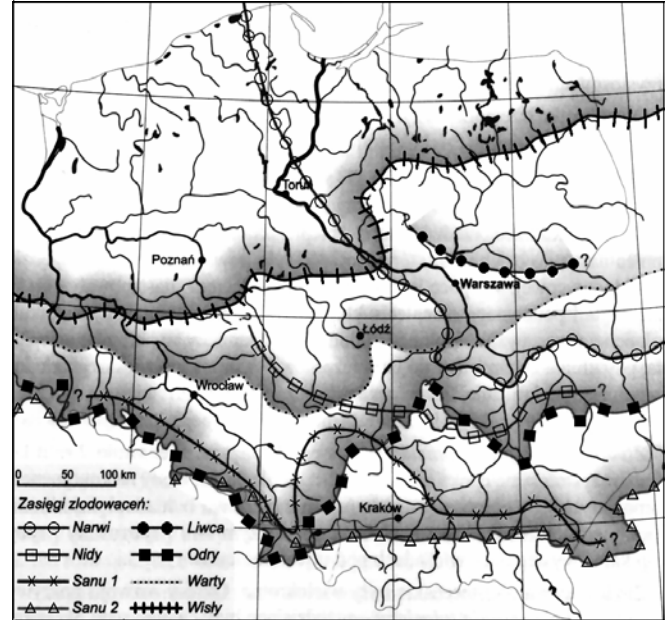 Toruń
Poznań
Warszawa
?
Łódź
?
Wrocław
?
0 50 100 km
Kraków
?
Zasięgi zlodowaceń:
Narwi Liwca
Nidy Odry
Sanu 1 Warty
Sanu 2 Wisły